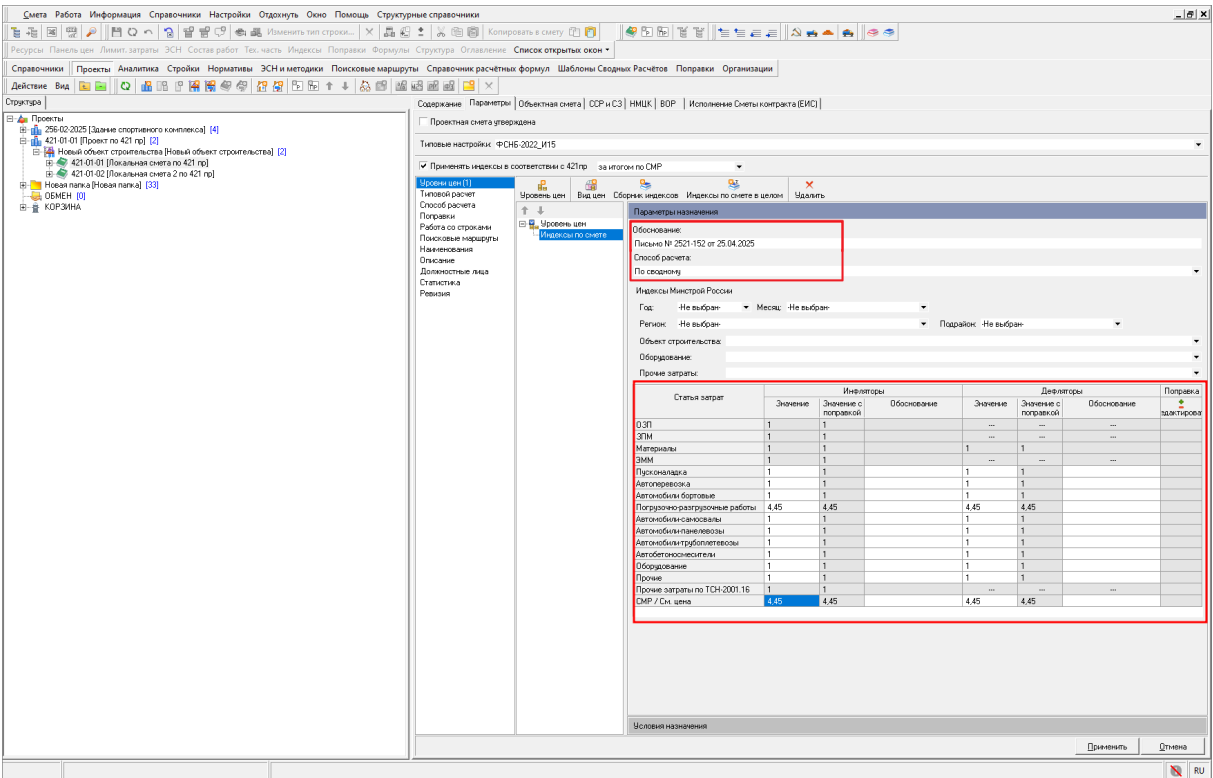 Смета Работа Информация Справочники Настройки Отдохнуть Окно Помощь Структурные справочники
Изменить тип строки... Копировать в смету
Ресурсы Панель цен Лимит.затраты ЭСН Состав работ Тех. часть Индексы Поправки Формулы Структура Оглавление Список открытых окон
Справочники Проекты Аналитика Стройки Нормативы ЭСН и методики Поисковые маршруты Справочник расчётных формул Шаблоны Сводных Расчётов Поправки Организации
Действие Вид
Структура
Проекты
256-02-2025 [Здание спортивного комплекса] [4]
421-01-01 [Проект по 421 пр] [2]
Новый объект строительства [Новый объект строительства] [2]
421-01-01 [Локальная смета по 421 пр]
421-01-02 [Локальная смета 2 по 421 пр]
Новая папка [Новая папка] [33]
ОБМЕН [0]
КОРЗИНА
Содержание Параметры Объектная смета ССР и СЗ НМЦК ВОР Исполнение Сметы контракта (ЕИС)
Проектная смета утверждена
Типовые настройки: ФСНБ-2022_И15
Применять индексы в соответствии с 421пр за итогом по СМР
Уровни цен (1)
Типовой расчет
Способ расчета
Поправки
Работа со строками
Поисковые маршруты
Наименования
Описание
Должностные лица
Статистика
Ревизия
Уровень цен Вид цен Сборник индексов Индексы по смете в целом Удалить
Уровень цен
Индексы по смете
Параметры назначения
Обоснование:
Письмо № 2521-152 от 25.04.2025
Способ расчета:
По сводному
Индексы Минстрой России
Год: -Не выбран- Месяц: -Не выбран-
Регион: -Не выбран- Подрайон: -Не выбран-
Объект строительства:
Оборудование:
Прочие затраты:
Статья затрат Инфляторы Дефляторы Поправка
Значение Значение с поправкой Обоснование Значение Значение с поправкой Обоснование едактирова
ОЗП 1 1 --- --- ---
ЗПМ 1 1 --- --- ---
Материалы 1 1 1 1
ЭММ 1 1 --- --- ---
Пусконаладка 1 1 1 1
Автоперевозка 1 1 1 1
Автомобили бортовые 1 1 1 1
Погрузочно-разгрузочные работы 4,45 4,45 4,45 4,45
Автомобили-самосвалы 1 1 1 1
Автомобили-панелевозы 1 1 1 1
Автомобили-трубоплетевозы 1 1 1 1
Автобетоносмесители 1 1 1 1
Оборудование 1 1 1 1
Прочие 1 1 1 1
Прочие затраты по ТСН-2001.16 1 1 --- --- ---
СМР / См. цена 4,45 4,45 4,45 4,45
Условия назначения
Применить Отмена
RU